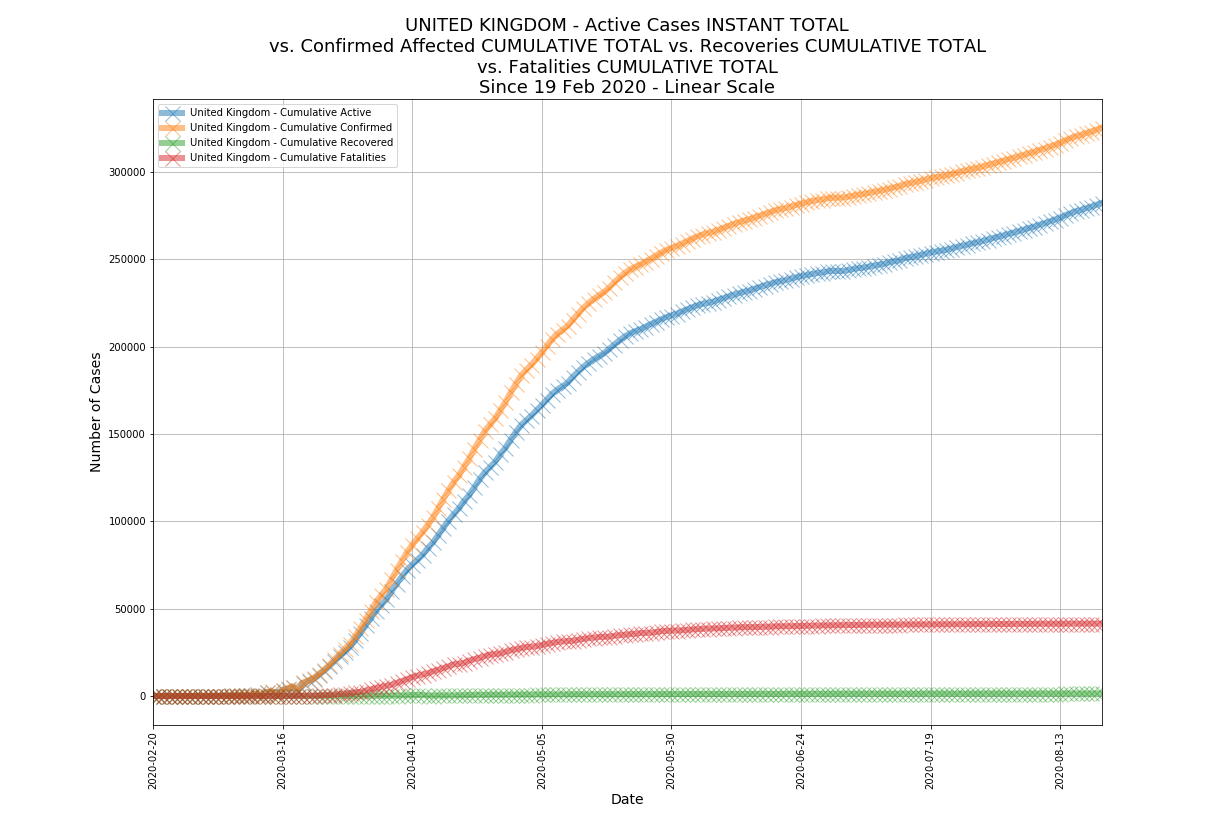 UNITED KINGDOM - Active Cases INSTANT TOTAL
vs. Confirmed Affected CUMULATIVE TOTAL vs. Recoveries CUMULATIVE TOTAL
vs. Fatalities CUMULATIVE TOTAL
Since 19 Feb 2020 - Linear Scale
United Kingdom - Cumulative Active
United Kingdom - Cumulative Confirmed
United Kingdom - Cumulative Recovered
United Kingdom - Cumulative Fatalities
Number of Cases
300000
250000
200000
150000
100000
50000
0
2020-02-20
2020-03-16
2020-04-10
2020-05-05
2020-05-30
2020-06-24
2020-07-19
2020-08-13
Date